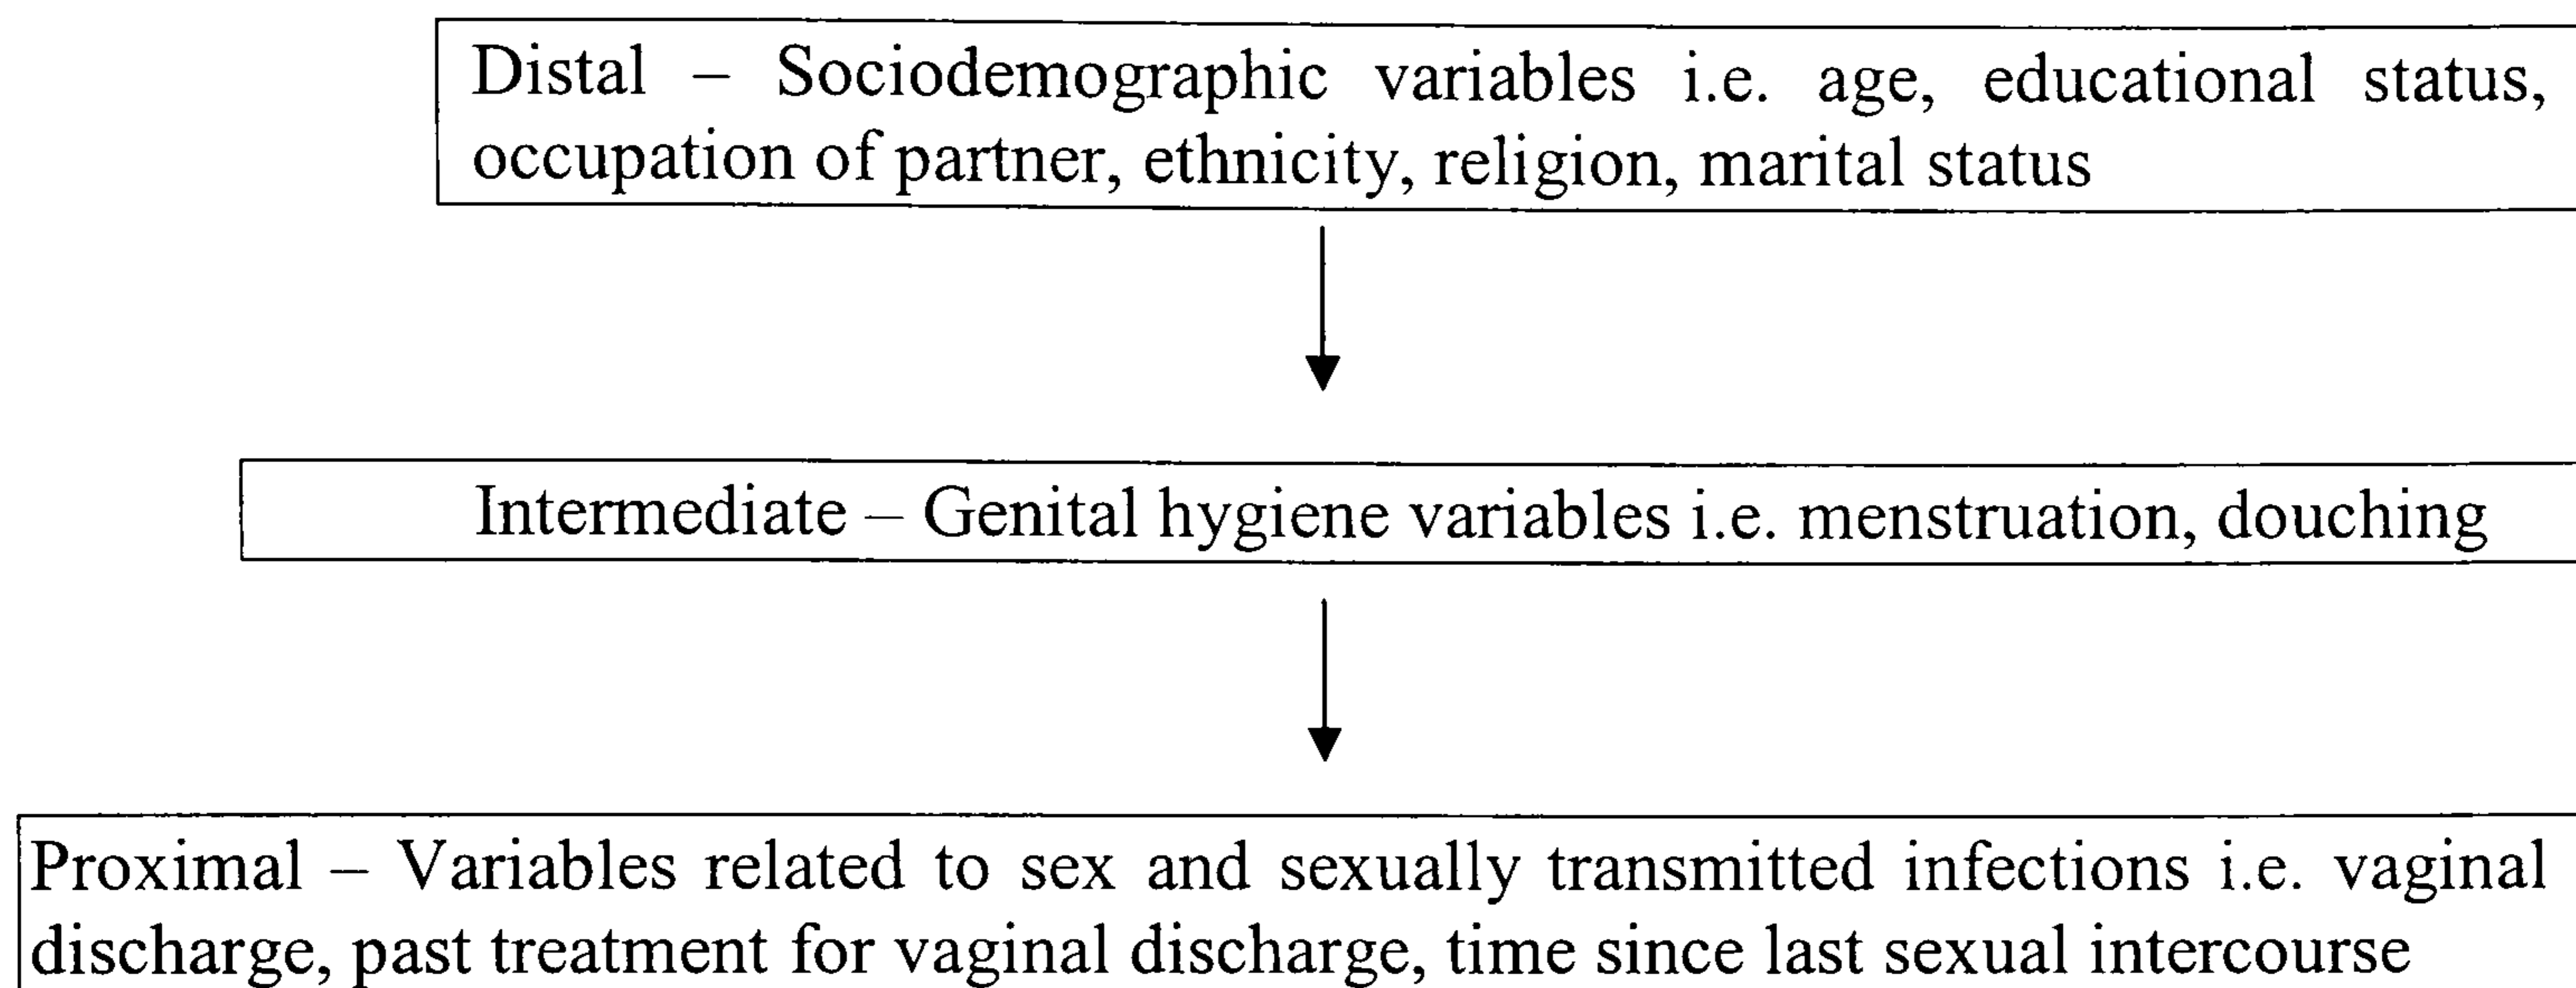 Distal – Sociodemographic variables i.e. age, educational status,
occupation of partner, ethnicity, religion, marital status
Intermediate – Genital hygiene variables i.e. menstruation, douching
Proximal – Variables related to sex and sexually transmitted infections i.e. vaginal
discharge, past treatment for vaginal discharge, time since last sexual intercourse